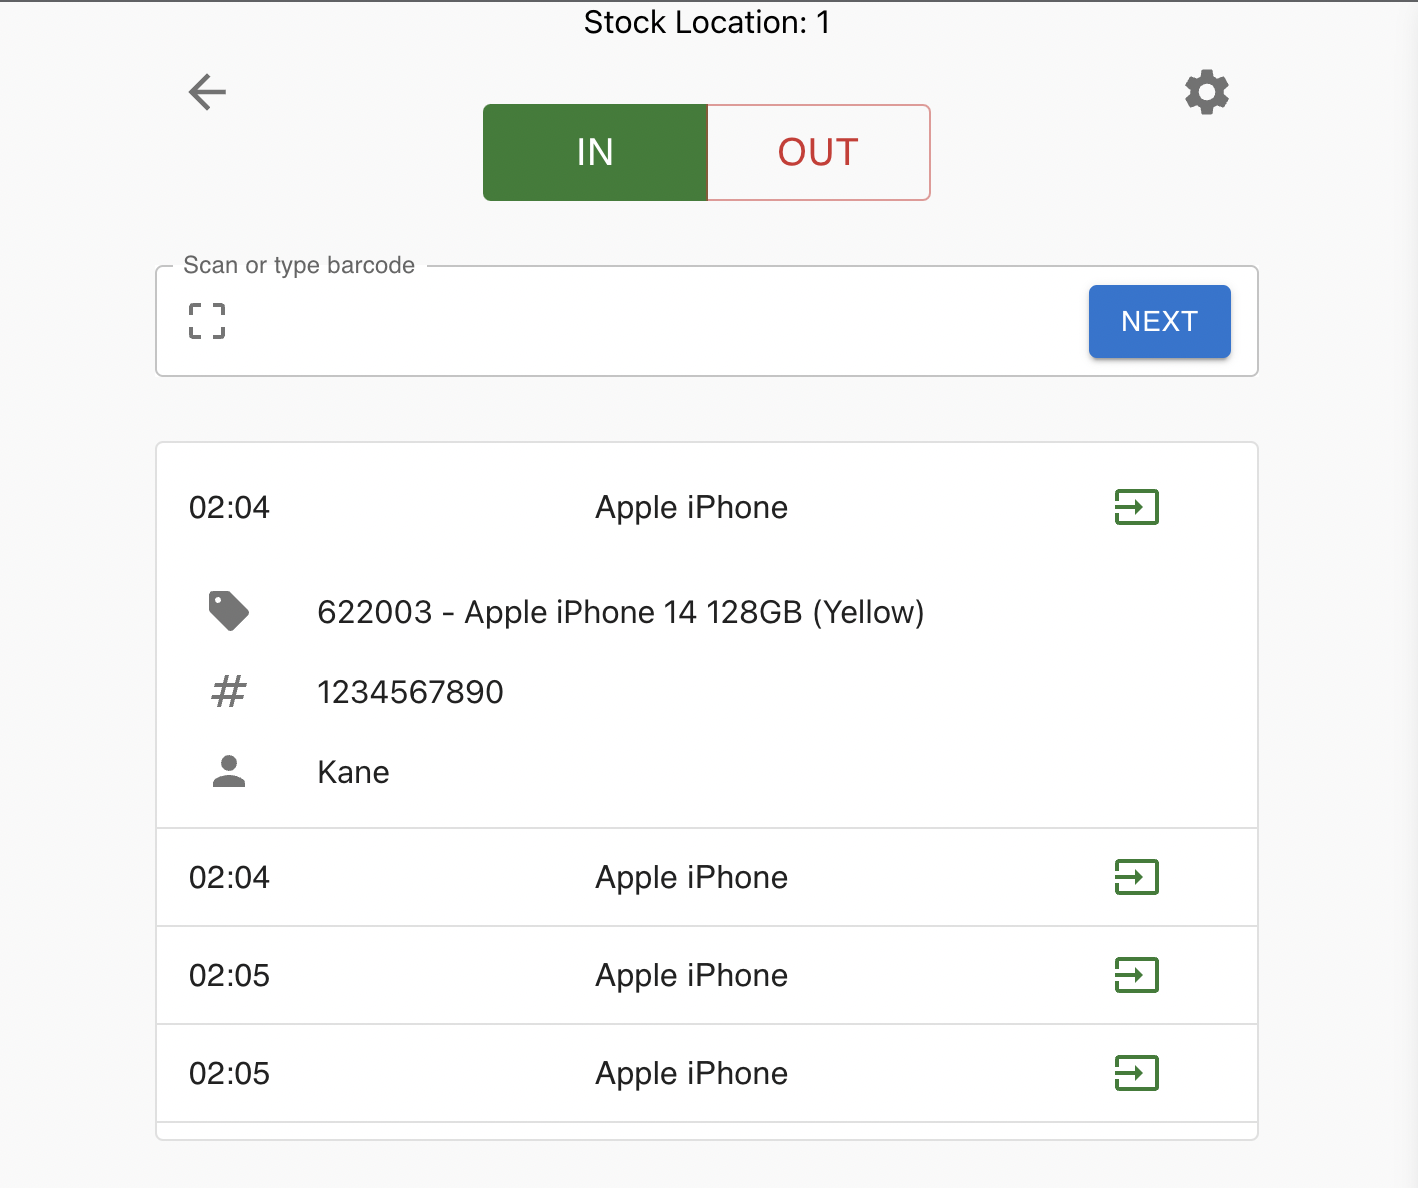 Stock Location: 1
IN
OUT
Scan or type barcode
NEXT
02:04 Apple iPhone
622003 - Apple iPhone 14 128GB (Yellow)
# 1234567890
Kane
02:04 Apple iPhone
02:05 Apple iPhone
02:05 Apple iPhone